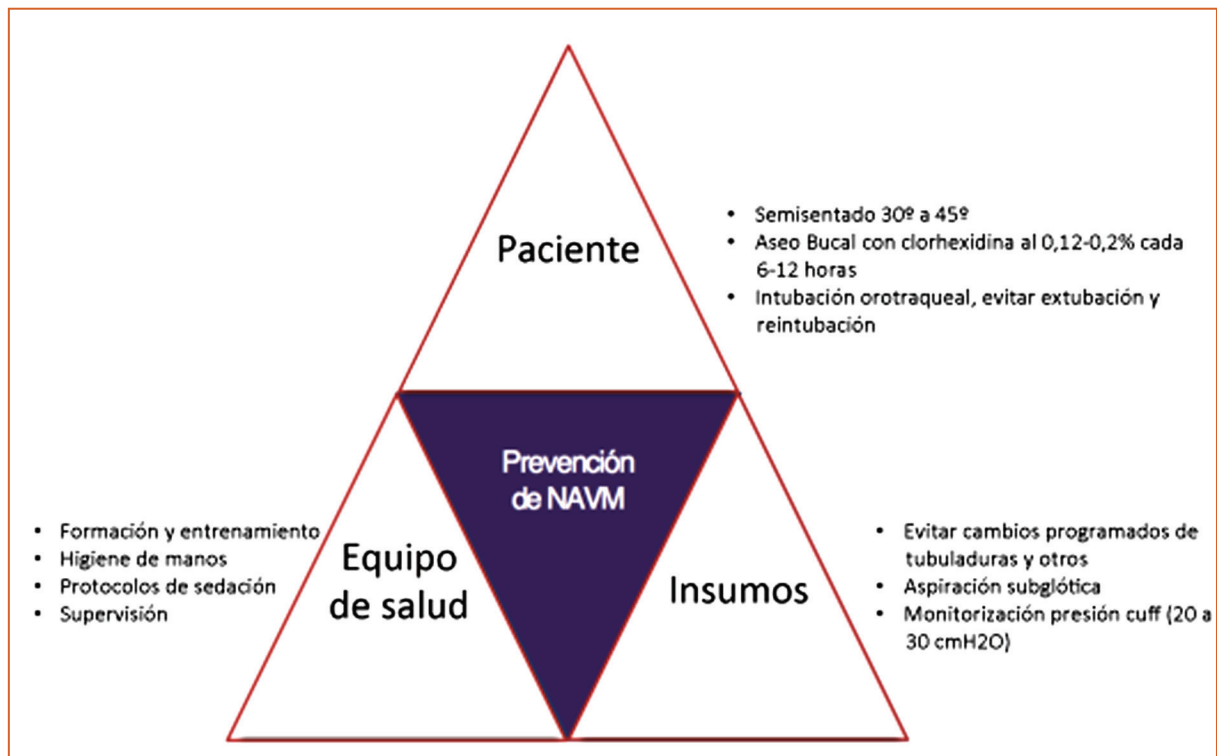 Paciente
• Semisentado 30º a 45º
• Aseo Bucal con clorhexidina al 0,12-0,2% cada
6-12 horas
• Intubación orotraqueal, evitar extubación y
reintubación
Prevención
de NAVM
• Formación y entrenamiento
• Higiene de manos
• Protocolos de sedación
• Supervisión
Equipo
de salud
Insumos
• Evitar cambios programados de
tubuladuras y otros
• Aspiración subglótica
• Monitorización presión cuff (20 a
30 cmH2O)